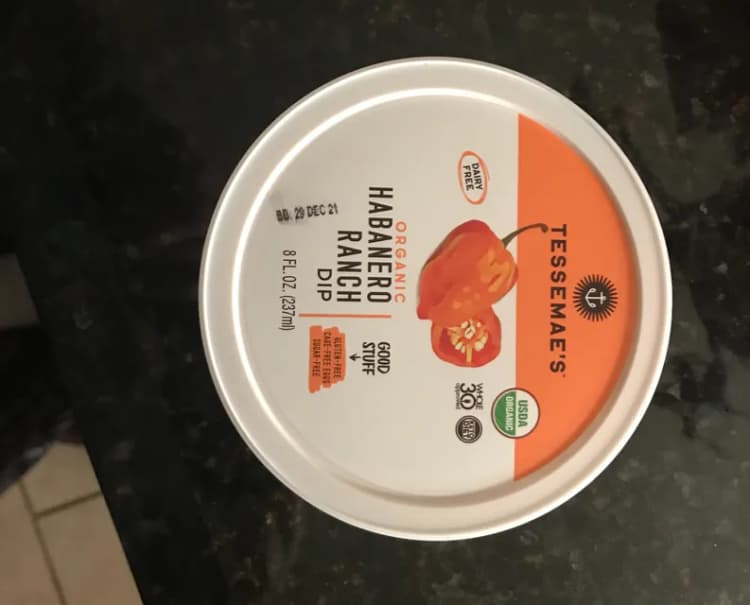 TESSEMAE'S
DAIRY
FREE
USDA
ORGANIC
WHOLE
30
approved
ORGANIC
HABANERO
RANCH
DIP
GOOD
STUFF
GLUTEN-FREE
CAGE-FREE EGGS
SUGAR-FREE
BB. 29 DEC 21
8 FL. OZ. (237ml)